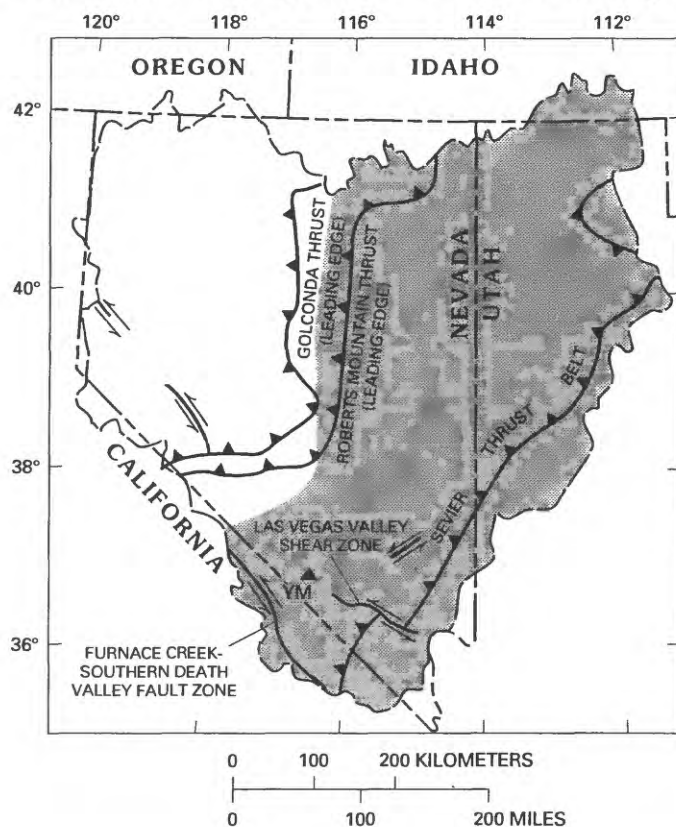 120° 118° 116° 114° 112°
OREGON IDAHO
42°
40°
38°
36°
GOLCONDA THRUST
(LEADING EDGE)
ROBERTS MOUNTAIN THRUST
(LEADING EDGE)
NEVADA
UTAH
SEVIER THRUST BELT
CALIFORNIA
LAS VEGAS VALLEY
SHEAR ZONE
YM
FURNACE CREEK-
SOUTHERN DEATH
VALLEY FAULT ZONE
0 100 200 KILOMETERS
0 100 200 MILES